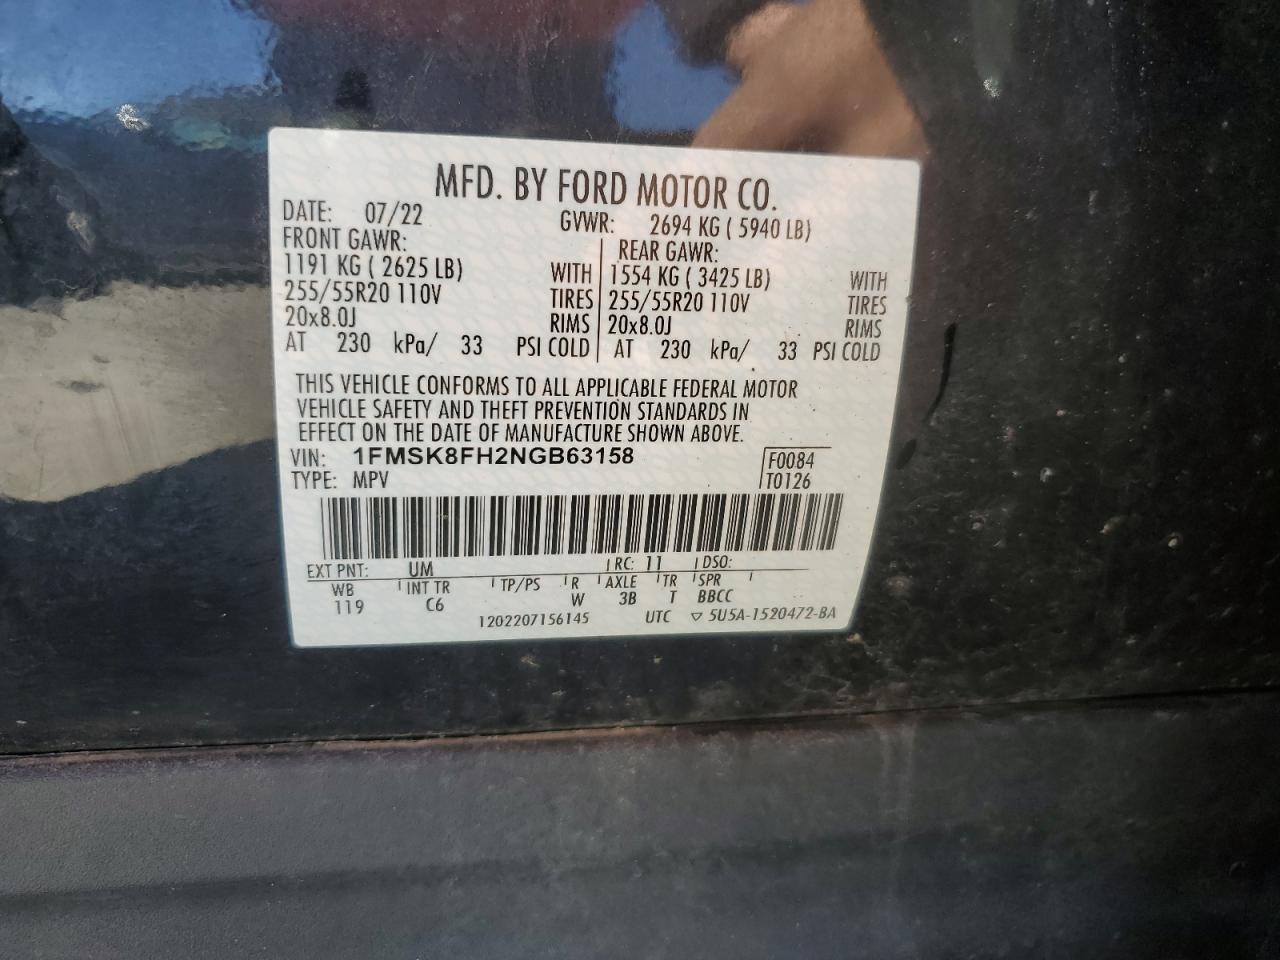 MFD. BY FORD MOTOR CO.
DATE: 07/22 GVWR: 2694 KG ( 5940 LB)
FRONT GAWR: REAR GAWR:
1191 KG ( 2625 LB) WITH 1554 KG ( 3425 LB) WITH
255/55R20 110V TIRES 255/55R20 110V TIRES
20x8.0J RIMS 20x8.0J RIMS
AT 230 kPa/ 33 PSI COLD AT 230 kPa/ 33 PSI COLD
THIS VEHICLE CONFORMS TO ALL APPLICABLE FEDERAL MOTOR
VEHICLE SAFETY AND THEFT PREVENTION STANDARDS IN
EFFECT ON THE DATE OF MANUFACTURE SHOWN ABOVE.
VIN: 1FMSK8FH2NGB63158 F0084
TYPE: MPV T0126
EXT PNT: UM RC: 11 DSO:
WB INT TR TP/PS R AXLE TR SPR
119 C6 W 3B T BBCC
1202207156145 UTC ▽ 5U5A-1520472-BA